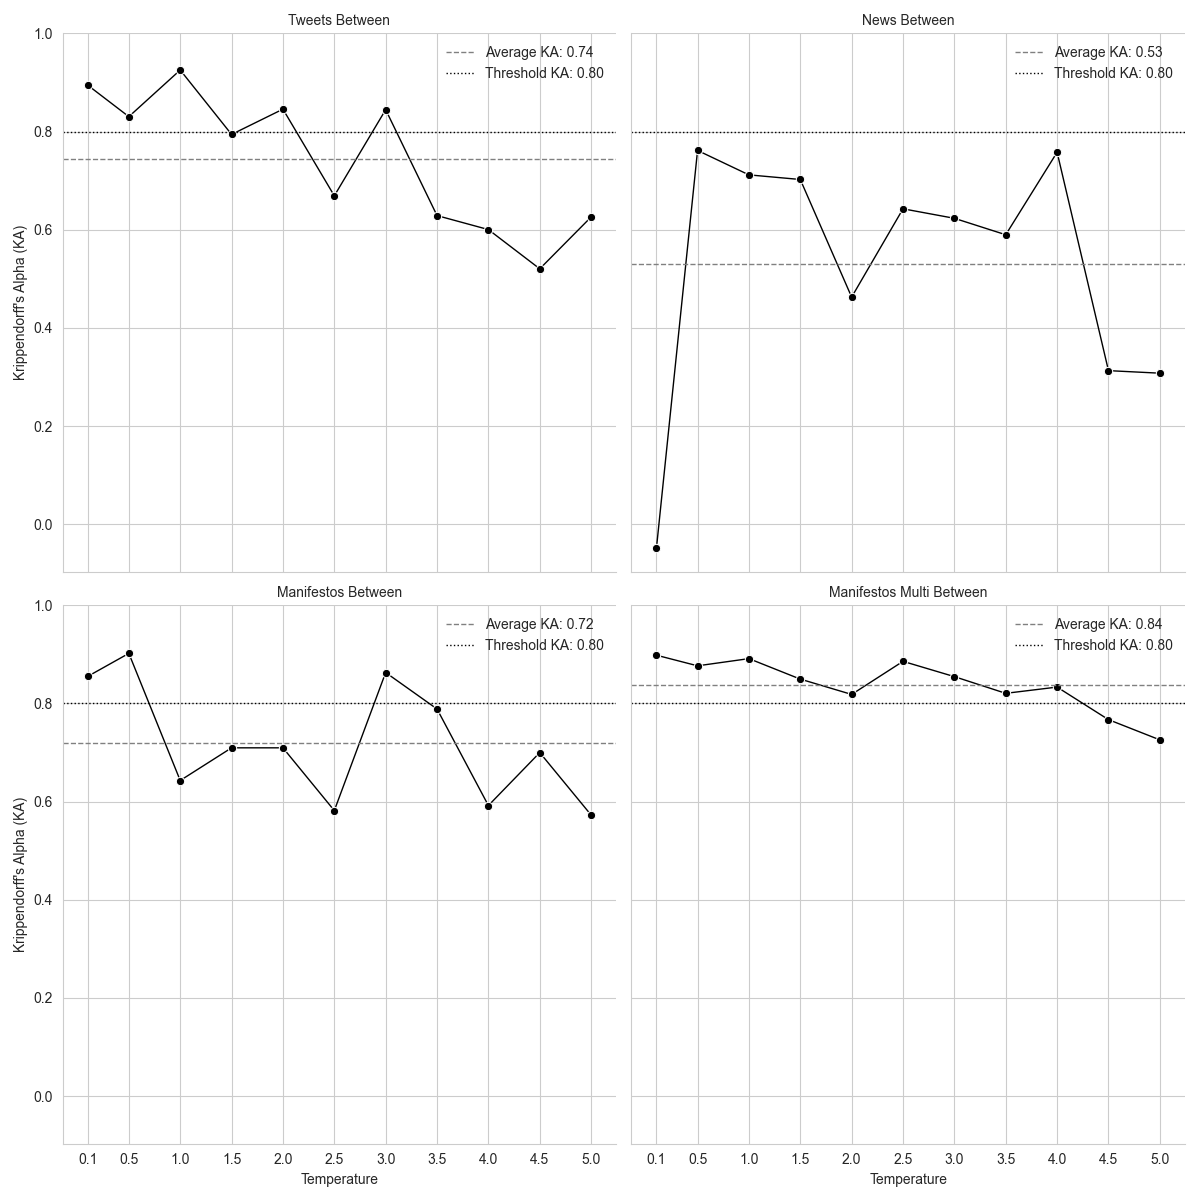 Tweets Between
1.0
0.8
0.6
0.4
0.2
0.0
Krippendorff's Alpha (KA)
Average KA: 0.74
Threshold KA: 0.80
News Between
Average KA: 0.53
Threshold KA: 0.80
Manifestos Between
1.0
0.8
0.6
0.4
0.2
0.0
Krippendorff's Alpha (KA)
Average KA: 0.72
Threshold KA: 0.80
0.1 0.5 1.0 1.5 2.0 2.5 3.0 3.5 4.0 4.5 5.0
Temperature
Manifestos Multi Between
Average KA: 0.84
Threshold KA: 0.80
0.1 0.5 1.0 1.5 2.0 2.5 3.0 3.5 4.0 4.5 5.0
Temperature